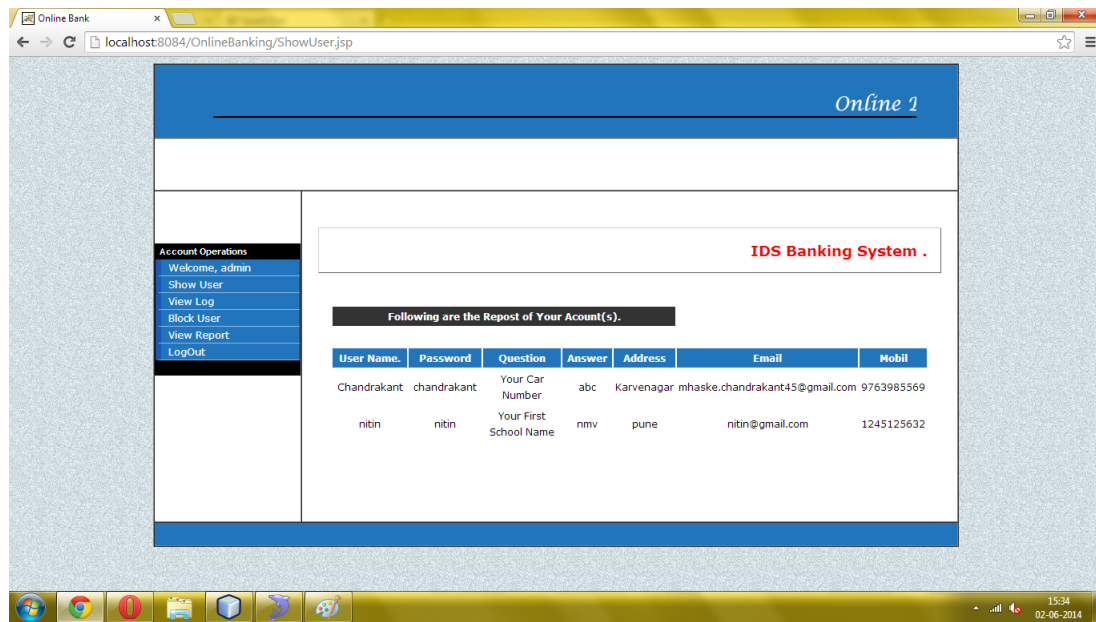 Online Bank
localhost:8084/OnlineBanking/ShowUser.jsp
Online 1
IDS Banking System .
Account Operations
Welcome, admin
Show User
View Log
Block User
View Report
LogOut
Following are the Repost of Your Acount(s).
User Name. Password Question Answer Address Email Mobil
Chandrakant chandrakant Your Car Number abc Karvenagar mhaske.chandrakant45@gmail.com 9763985569
nitin nitin Your First School Name nmv pune nitin@gmail.com 1245125632
15:34
02-06-2014